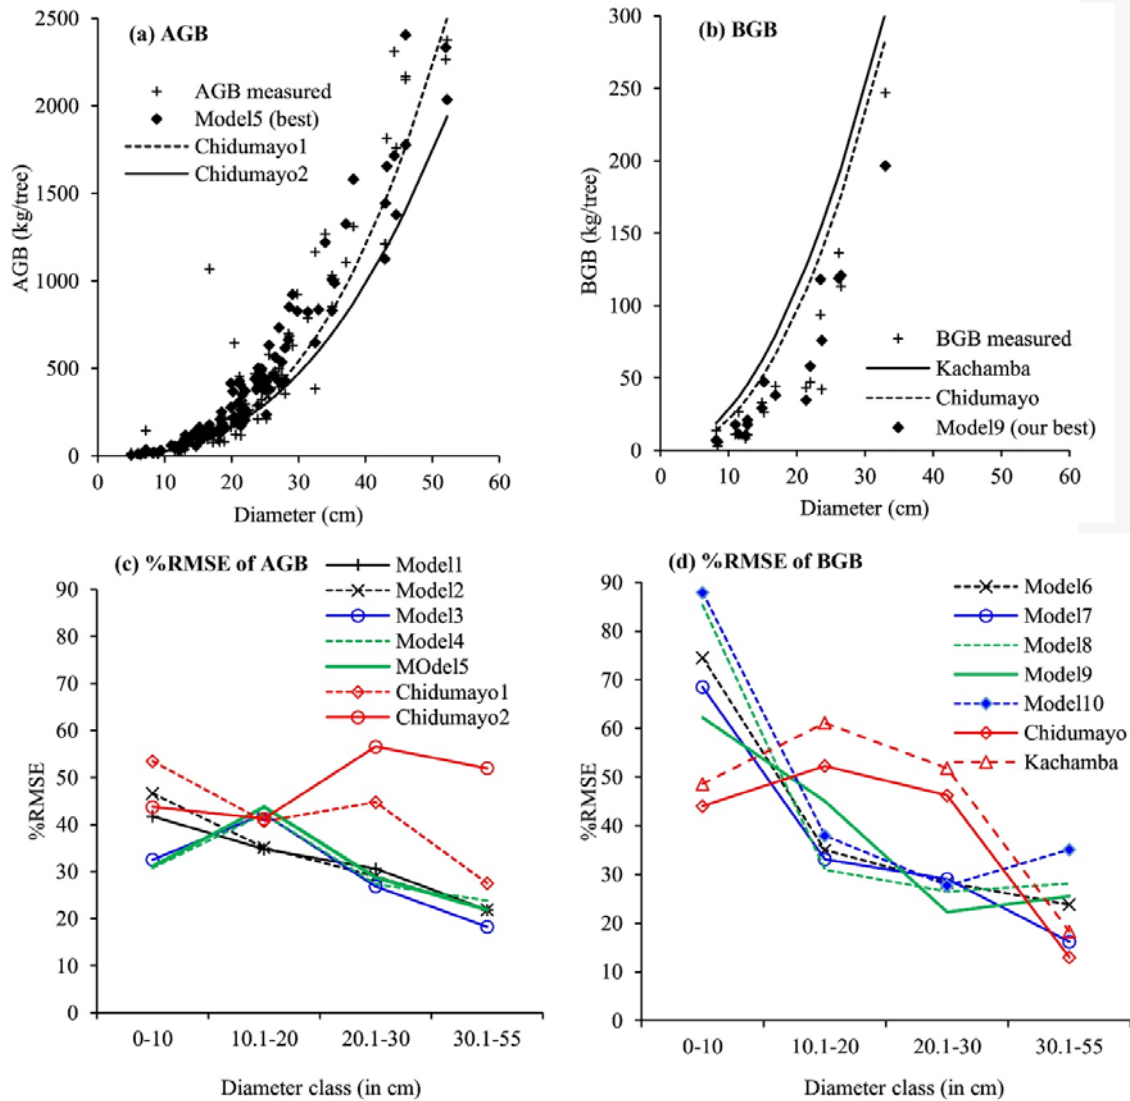 (a) AGB
AGB measured
Model5 (best)
Chidumayo1
Chidumayo2
AGB (kg/tree)
2500
2000
1500
1000
500
0
0 10 20 30 40 50 60
Diameter (cm)
(b) BGB
BGB measured
Kachamba
Chidumayo
Model9 (our best)
BGB (kg/tree)
300
250
200
150
100
50
0
0 10 20 30 40 50 60
Diameter (cm)
(c) %RMSE of AGB
Model1
Model2
Model3
Model4
MOdel5
Chidumayo1
Chidumayo2
%RMSE
90
80
70
60
50
40
30
20
10
0
0-10 10.1-20 20.1-30 30.1-55
Diameter class (in cm)
(d) %RMSE of BGB
Model6
Model7
Model8
Model9
Model10
Chidumayo
Kachamba
%RMSE
90
80
70
60
50
40
30
20
10
0
0-10 10.1-20 20.1-30 30.1-55
Diameter class (in cm)